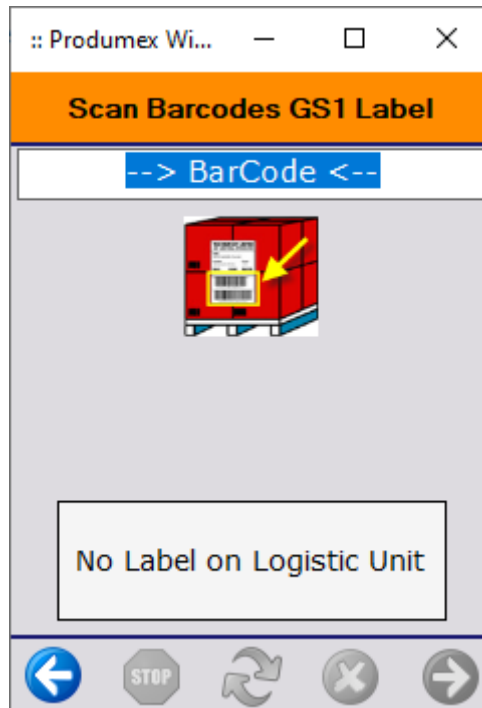 :: Produmex Wi...
Scan Barcodes GS1 Label
--> BarCode <--
No Label on Logistic Unit
STOP